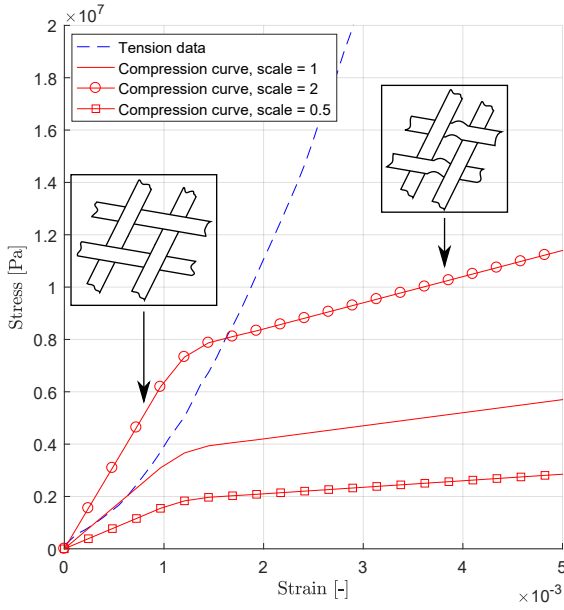 ×10⁷
2
1.8
1.6
1.4
1.2
1
0.8
0.6
0.4
0.2
0
Stress [Pa]
Tension data
Compression curve, scale = 1
Compression curve, scale = 2
Compression curve, scale = 0.5
0 1 2 3 4 5
Strain [-]
×10⁻³